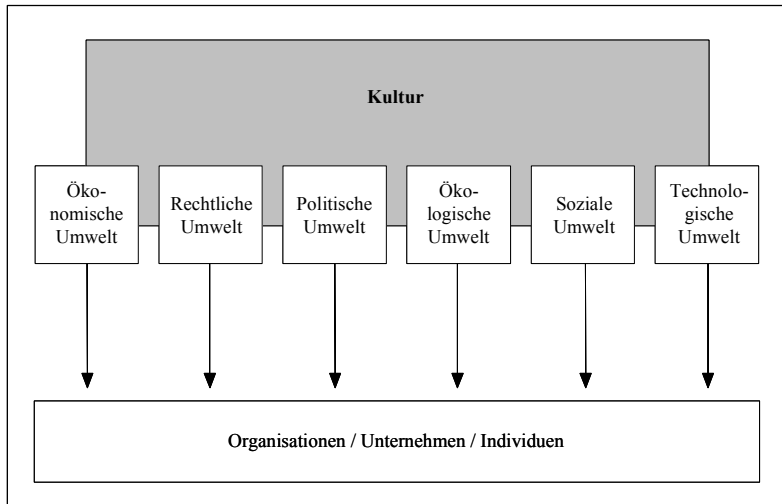 Kultur
Öko-
nomische
Umwelt
Rechtliche
Umwelt
Politische
Umwelt
Öko-
logische
Umwelt
Soziale
Umwelt
Technolo-
gische
Umwelt
Organisationen / Unternehmen / Individuen